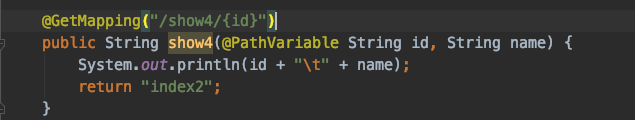 @GetMapping("/show4/{id}")
public String show4(@PathVariable String id, String name) {
    System.out.println(id + "\t" + name);
    return "index2";
}